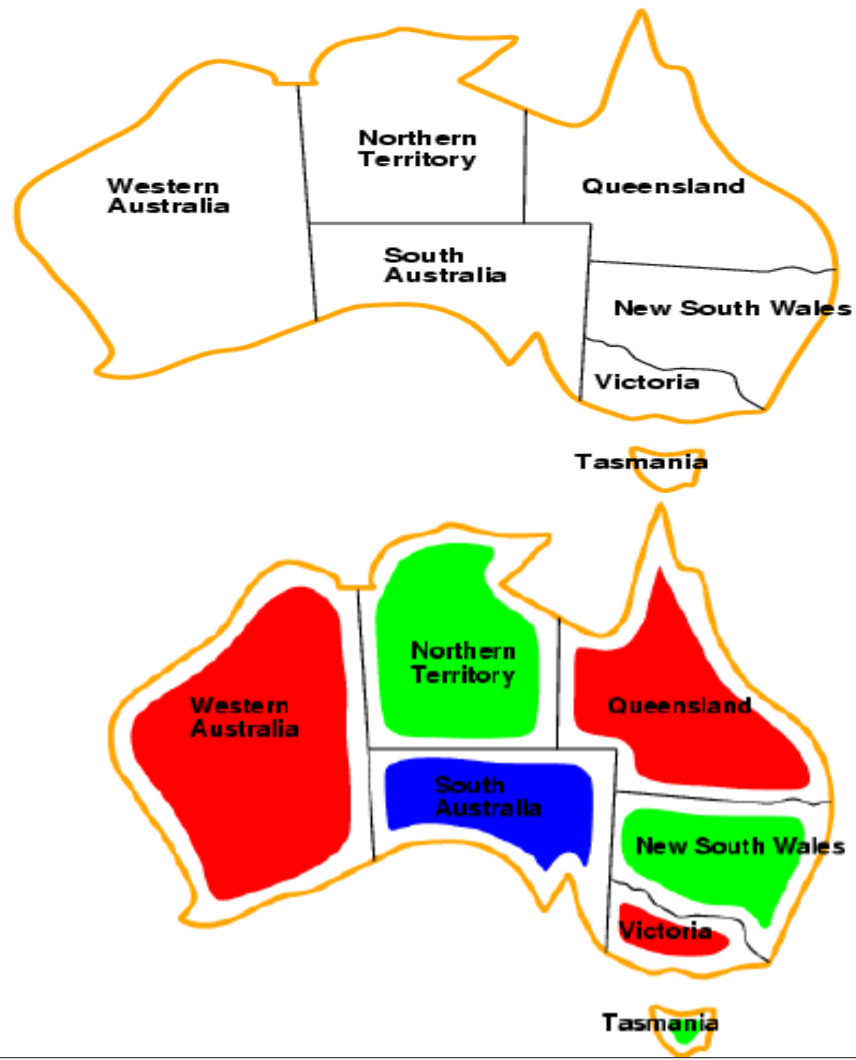 Northern
Territory
Western
Australia
Queensland
South
Australia
New South Wales
Victoria
Tasmania
Northern
Territory
Western
Australia
Queensland
South
Australia
New South Wales
Victoria
Tasmania